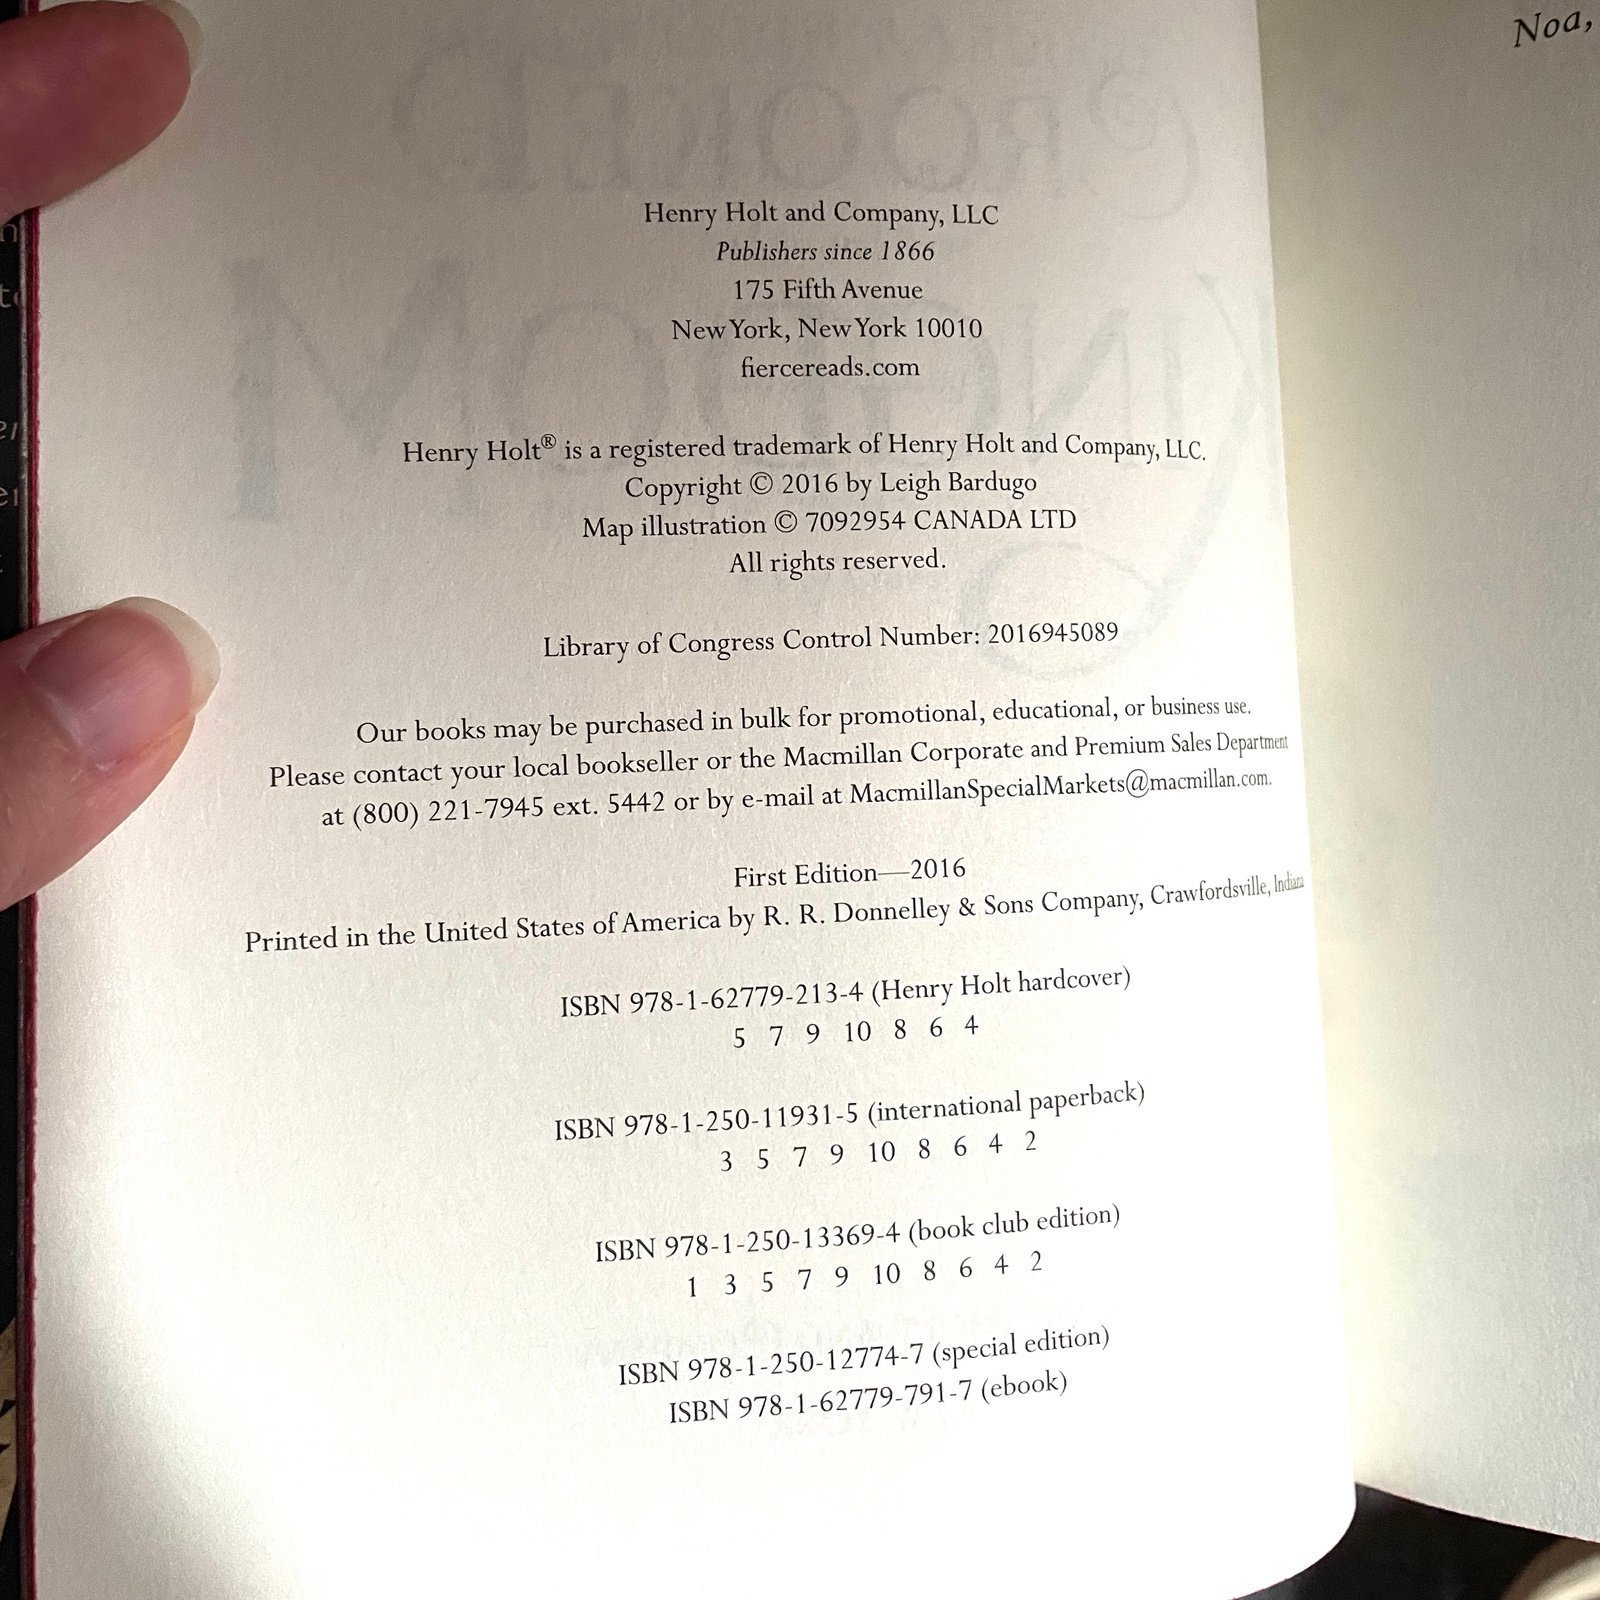 Noa,
Henry Holt and Company, LLC
Publishers since 1866
175 Fifth Avenue
New York, New York 10010
fiercereads.com
Henry Holt® is a registered trademark of Henry Holt and Company, LLC.
Copyright © 2016 by Leigh Bardugo
Map illustration © 7092954 CANADA LTD
All rights reserved.
Library of Congress Control Number: 2016945089
Our books may be purchased in bulk for promotional, educational, or business use.
Please contact your local bookseller or the Macmillan Corporate and Premium Sales Department
at (800) 221-7945 ext. 5442 or by e-mail at MacmillanSpecialMarkets@macmillan.com.
First Edition—2016
Printed in the United States of America by R. R. Donnelley & Sons Company, Crawfordsville, Indiana
ISBN 978-1-62779-213-4 (Henry Holt hardcover)
5 7 9 10 8 6 4
ISBN 978-1-250-11931-5 (international paperback)
3 5 7 9 10 8 6 4 2
ISBN 978-1-250-13369-4 (book club edition)
1 3 5 7 9 10 8 6 4 2
ISBN 978-1-250-12774-7 (special edition)
ISBN 978-1-62779-791-7 (ebook)